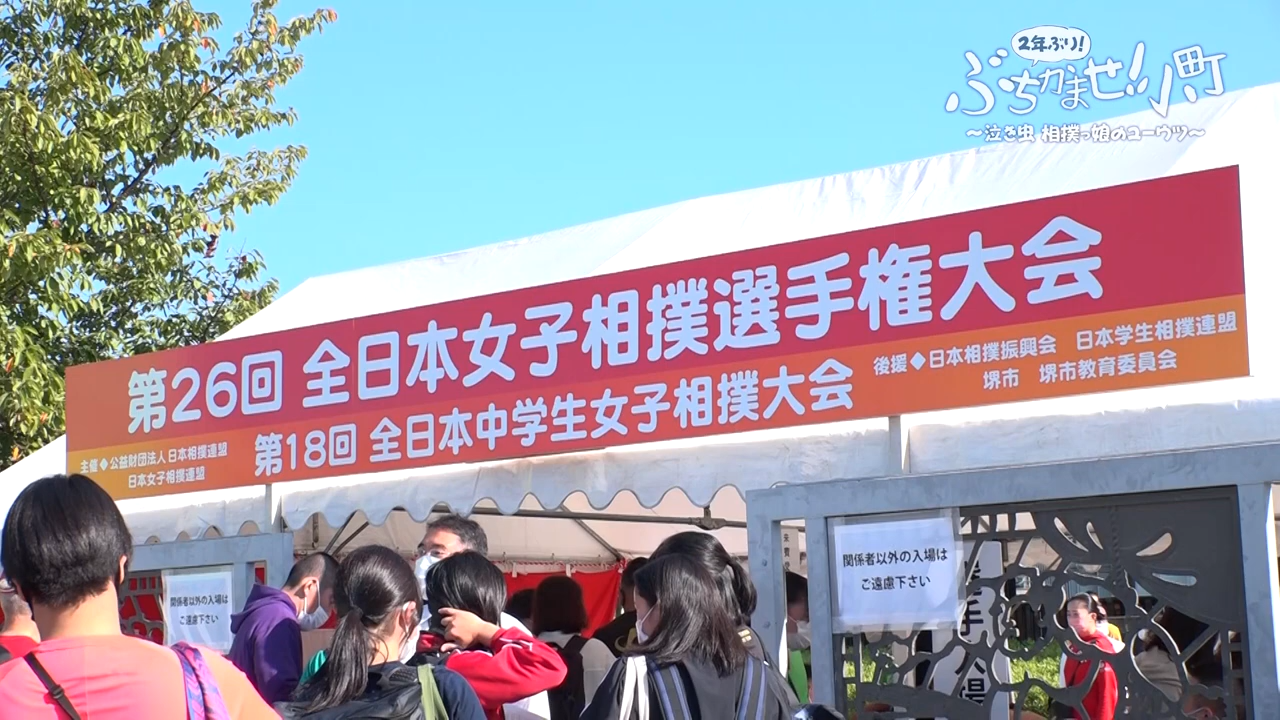 2年ぶり!
ぶちかませ!!小町
～泣き虫 相撲っ娘のユーウツ～
第26回 全日本女子相撲選手権大会
主催◆公益財団法人 日本相撲連盟
日本女子相撲連盟
第18回 全日本中学生女子相撲大会
後援◆日本相撲振興会 日本学生相撲連盟
堺市 堺市教育委員会
関係者以外の入場は
ご遠慮下さい
関係者以外の入場は
ご遠慮下さい
選手入場